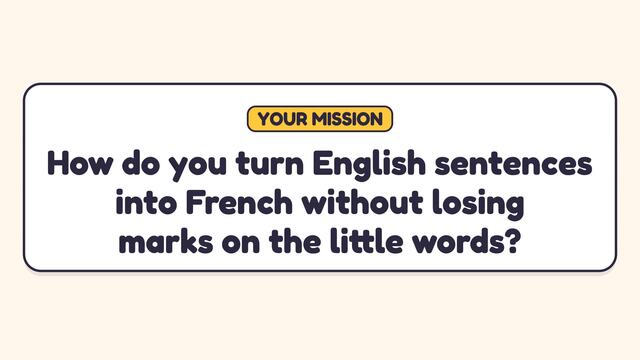 YOUR MISSION
How do you turn English sentences
into French without losing
marks on the little words?